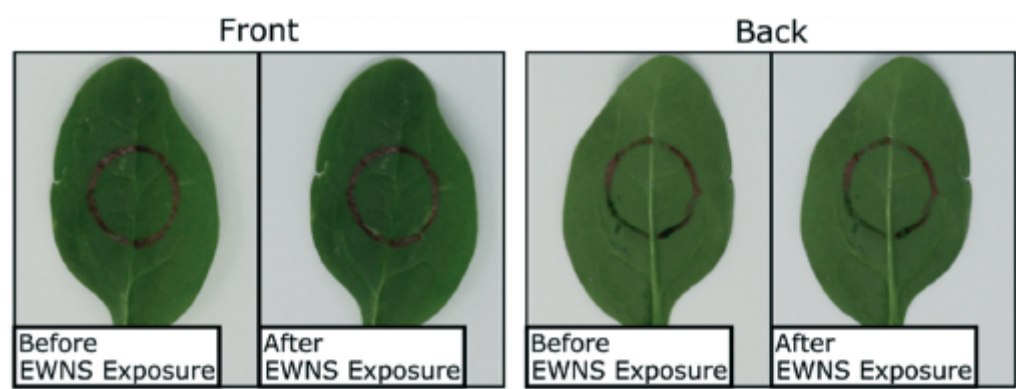 Front
Back
Before
EWNS Exposure
After
EWNS Exposure
Before
EWNS Exposure
After
EWNS Exposure